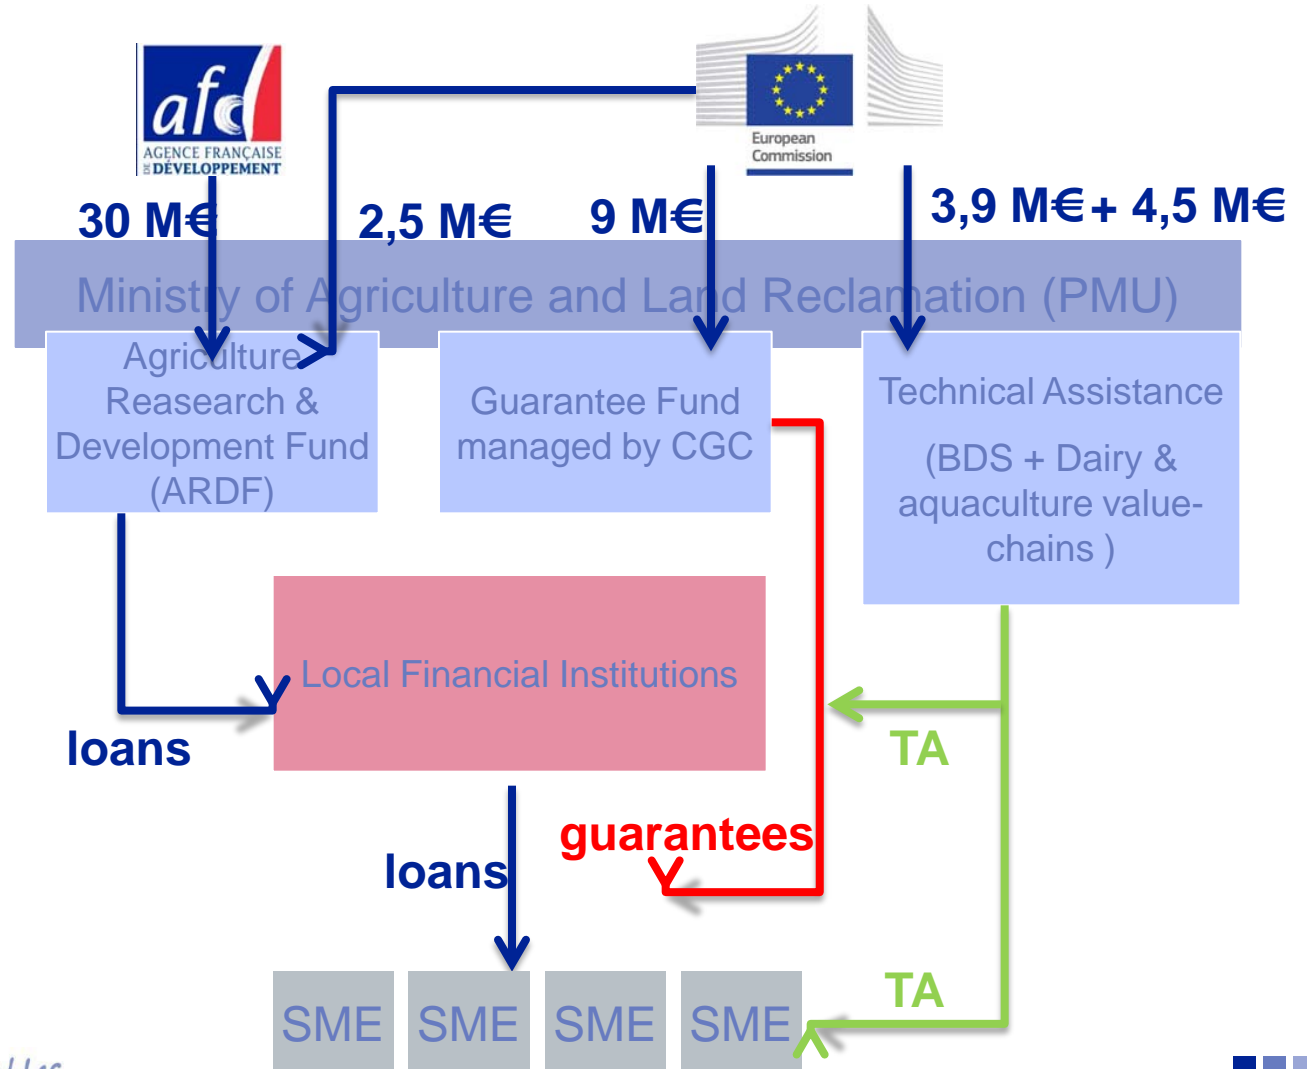 afd
AGENCE FRANÇAISE
DE DÉVELOPPEMENT
European
Commission
30 M€
2,5 M€
9 M€
3,9 M€+ 4,5 M€
Ministry of Agriculture and Land Reclamation (PMU)
Agriculture
Reasearch &
Development Fund
(ARDF)
Guarantee Fund
managed by CGC
Technical Assistance
(BDS + Dairy &
aquaculture value-
chains )
Local Financial Institutions
loans
TA
guarantees
loans
TA
SME SME SME SME